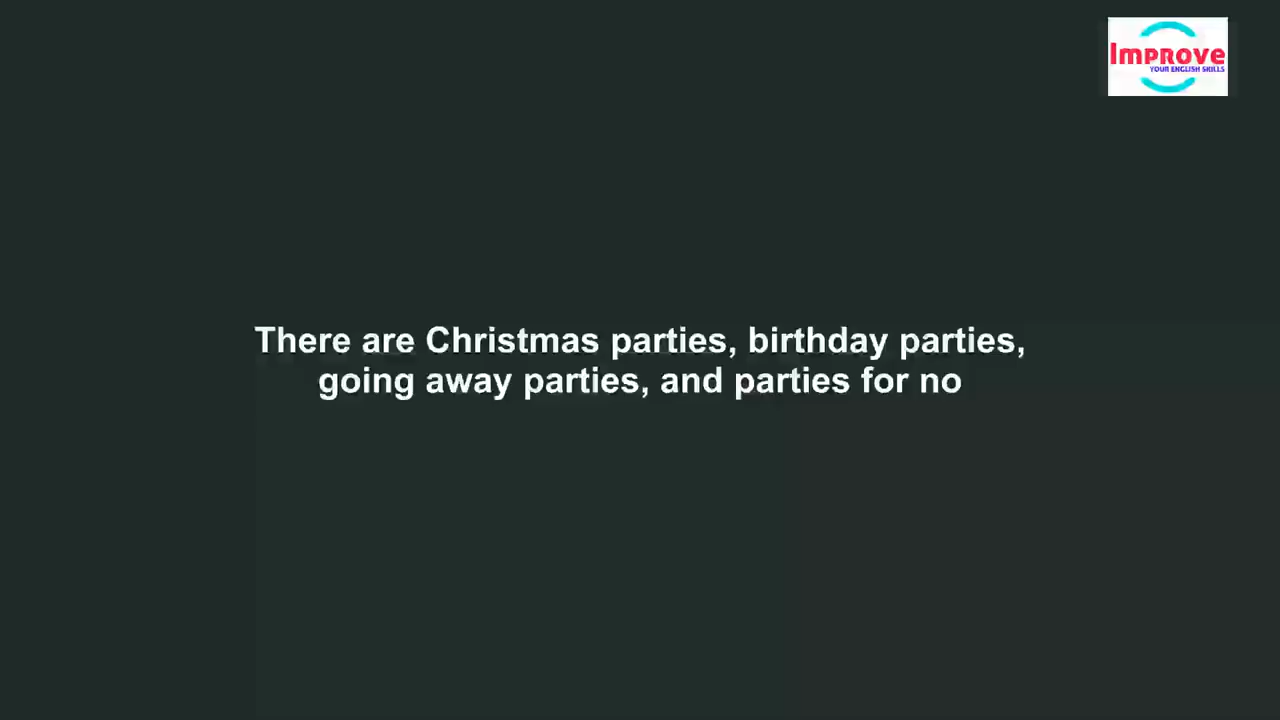 Improve
YOUR ENGLISH SKILLS
There are Christmas parties, birthday parties,
going away parties, and parties for no